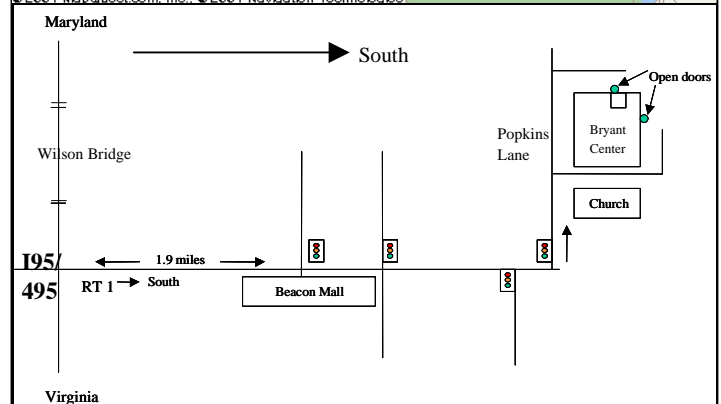 Maryland
South
Open doors
Popkins
Lane
Bryant
Center
Wilson Bridge
Church
I95/
495
1.9 miles
RT 1
South
Beacon Mall
Virginia